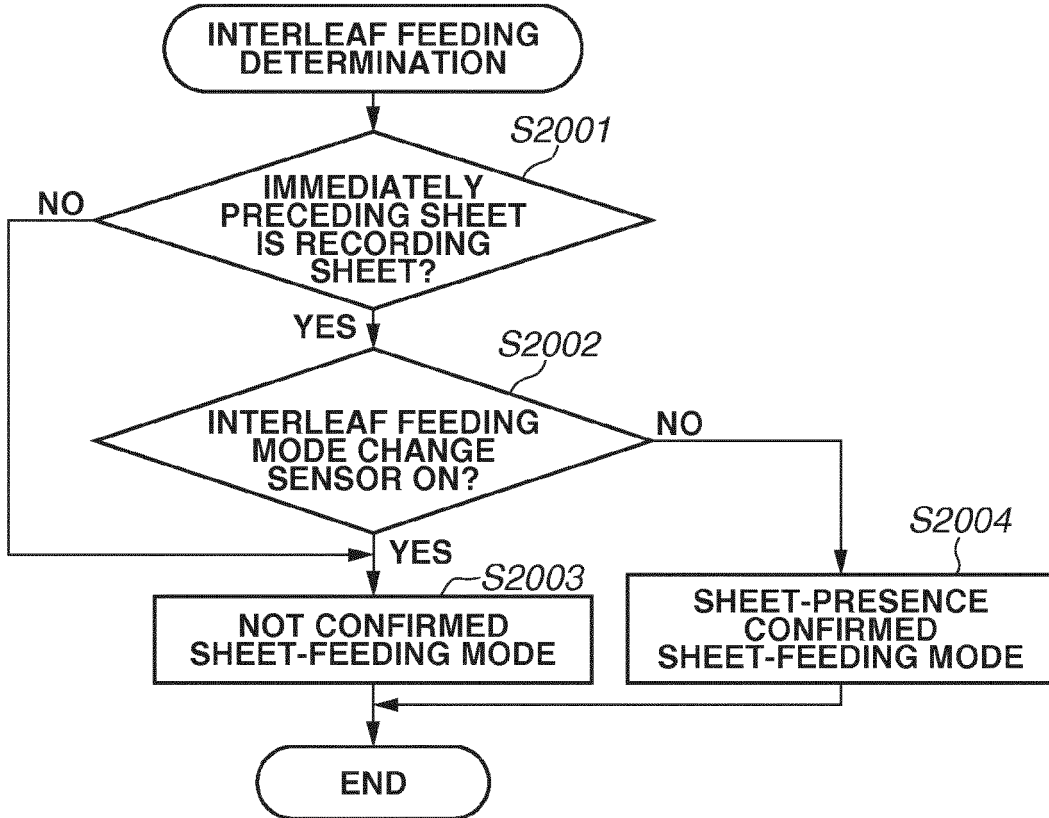 INTERLEAF FEEDING
DETERMINATION
S2001
NO
IMMEDIATELY
PRECEDING SHEET
IS RECORDING
SHEET?
YES
S2002
INTERLEAF FEEDING
MODE CHANGE
SENSOR ON?
NO
YES
S2004
S2003
NOT CONFIRMED
SHEET-FEEDING MODE
SHEET-PRESENCE
CONFIRMED
SHEET-FEEDING MODE
END